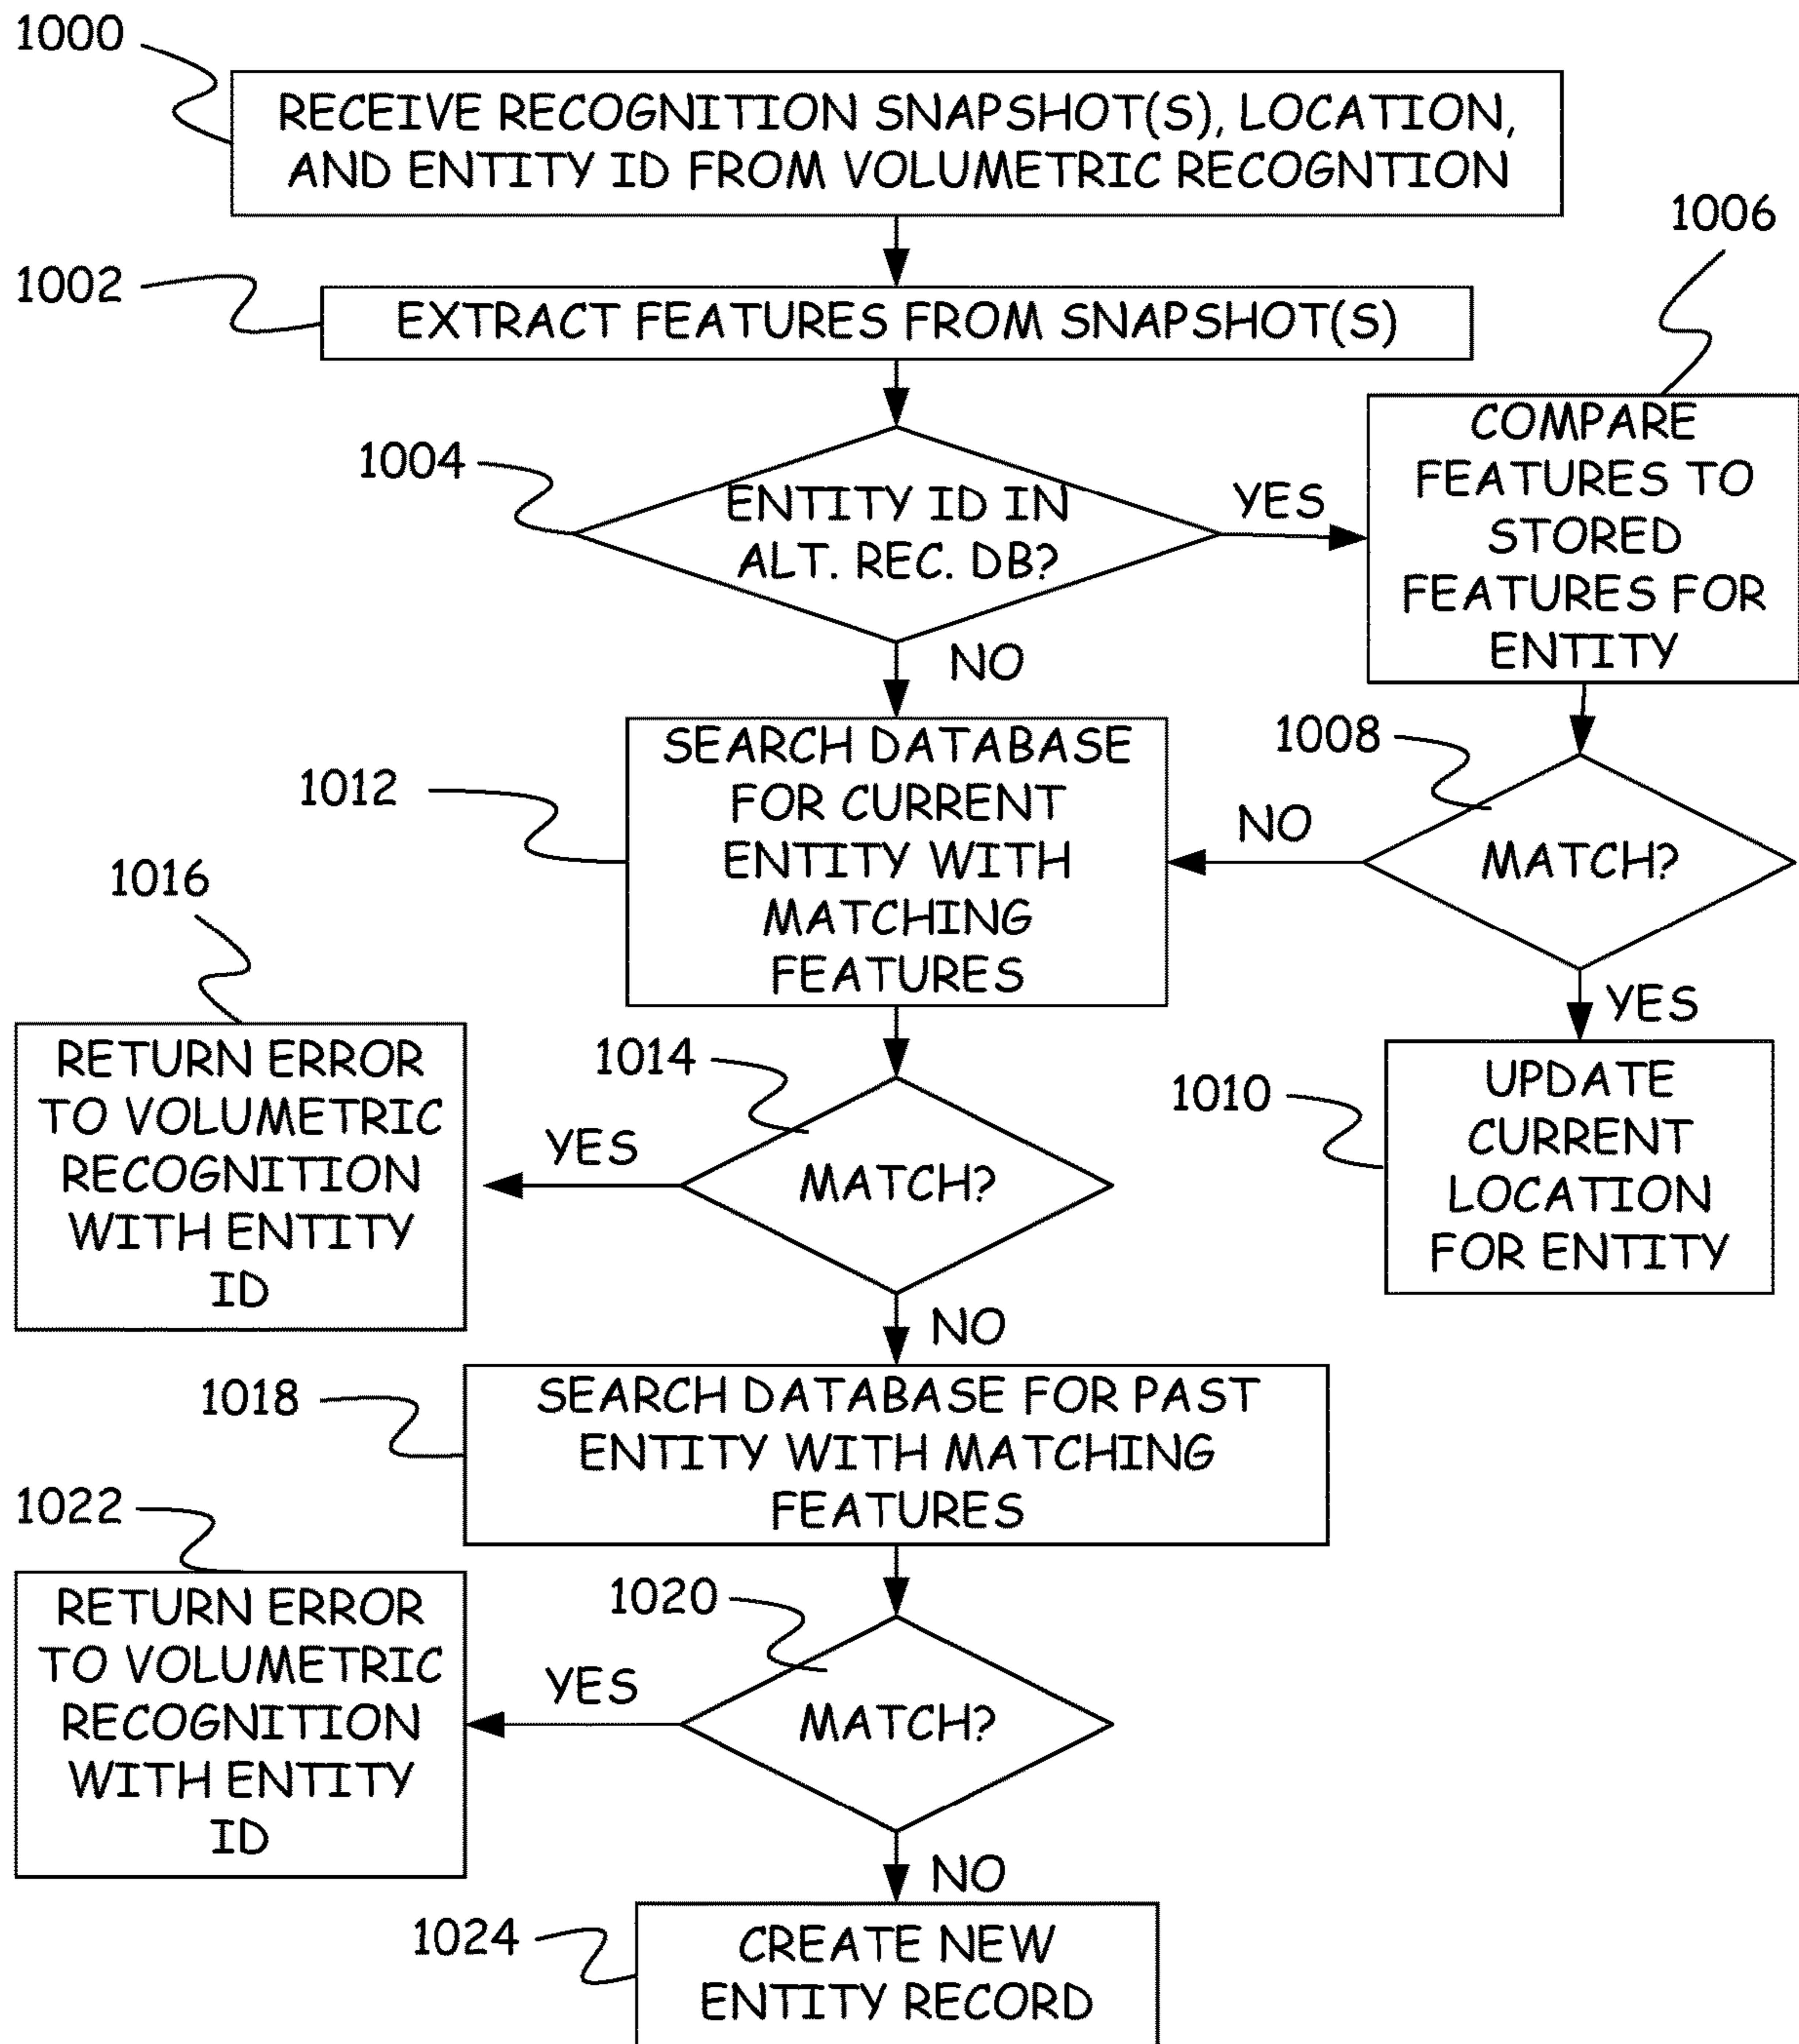 1000
RECEIVE RECOGNITION SNAPSHOT(S), LOCATION,
AND ENTITY ID FROM VOLUMETRIC RECOGNTION
1002
EXTRACT FEATURES FROM SNAPSHOT(S)
1004
ENTITY ID IN
ALT. REC. DB?
YES
NO
1006
COMPARE
FEATURES TO
STORED
FEATURES FOR
ENTITY
1008
MATCH?
NO
YES
1010
UPDATE
CURRENT
LOCATION
FOR ENTITY
1012
SEARCH DATABASE
FOR CURRENT
ENTITY WITH
MATCHING
FEATURES
1014
MATCH?
YES
NO
1016
RETURN ERROR
TO VOLUMETRIC
RECOGNITION
WITH ENTITY
ID
1018
SEARCH DATABASE FOR PAST
ENTITY WITH MATCHING
FEATURES
1020
MATCH?
YES
NO
1022
RETURN ERROR
TO VOLUMETRIC
RECOGNITION
WITH ENTITY
ID
1024
CREATE NEW
ENTITY RECORD